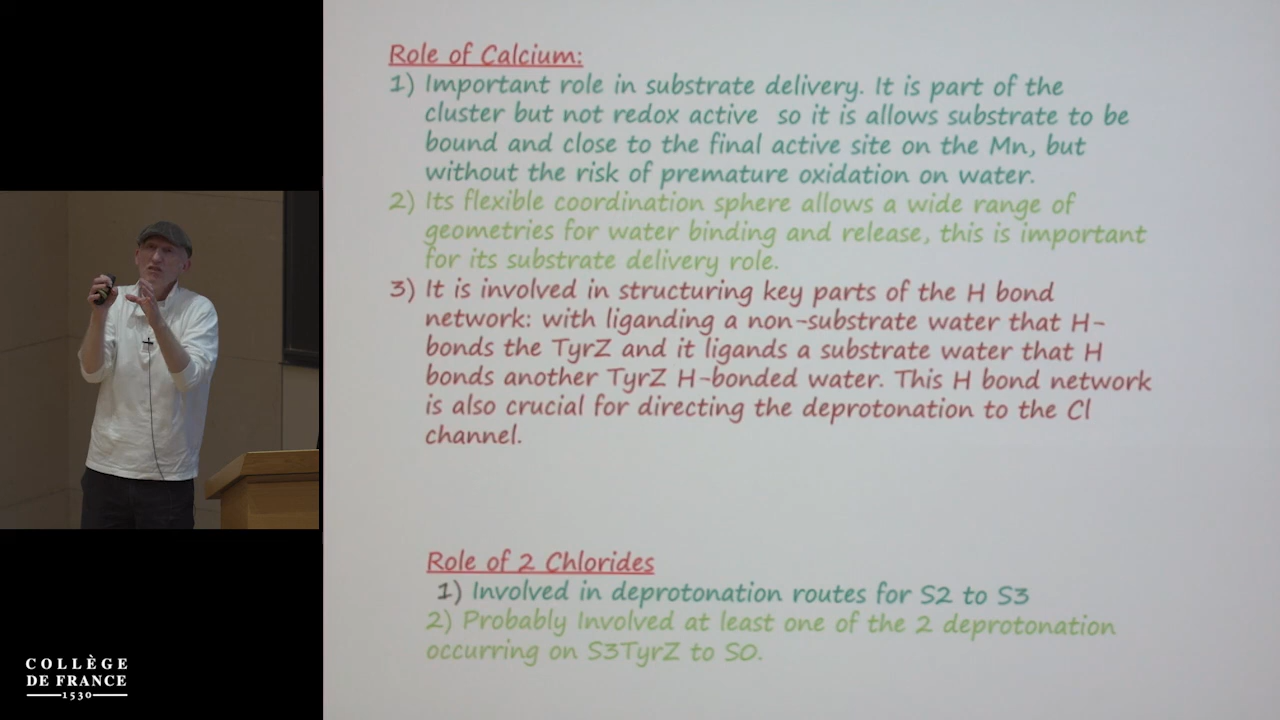 Role of Calcium:
1) Important role in substrate delivery. It is part of the
cluster but not redox active so it is allows substrate to be
bound and close to the final active site on the Mn, but
without the risk of premature oxidation on water.
2) Its flexible coordination sphere allows a wide range of
geometries for water binding and release, this is important
for its substrate delivery role.
3) It is involved in structuring key parts of the H bond
network: with liganding a non-substrate water that H-
bonds the TyrZ and it ligands a substrate water that H
bonds another TyrZ H-bonded water. This H bond network
is also crucial for directing the deprotonation to the Cl
channel.
Role of 2 Chlorides
1) Involved in deprotonation routes for S2 to S3
2) Probably Involved at least one of the 2 deprotonation
occurring on S3TyrZ to S0.
COLLÈGE
DE FRANCE
1530